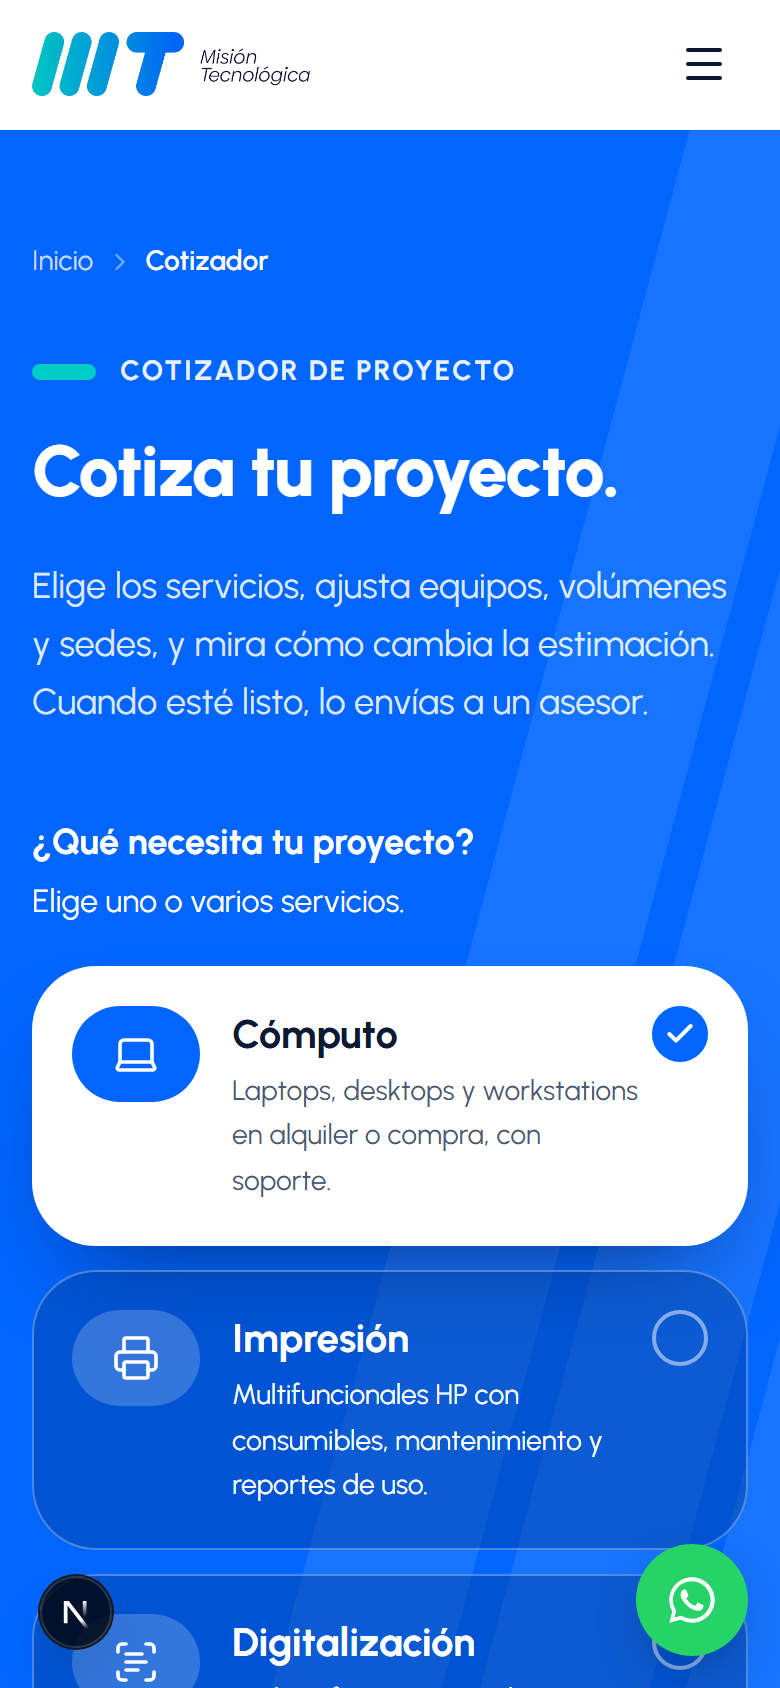 Misión
Tecnológica
Inicio > Cotizador
COTIZADOR DE PROYECTO
Cotiza tu proyecto.
Elige los servicios, ajusta equipos, volúmenes
y sedes, y mira cómo cambia la estimación.
Cuando esté listo, lo envías a un asesor.
¿Qué necesita tu proyecto?
Elige uno o varios servicios.
Cómputo
Laptops, desktops y workstations
en alquiler o compra, con
soporte.
Impresión
Multifuncionales HP con
consumibles, mantenimiento y
reportes de uso.
N
Digitalización